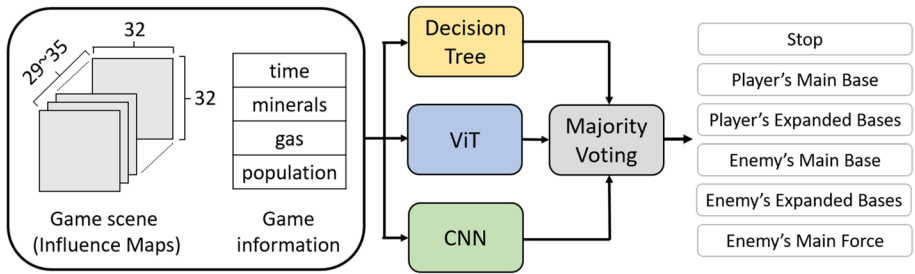 32
29~35
32
Game scene
(Influence Maps)
time
minerals
gas
population
Game
information
Decision
Tree
ViT
CNN
Majority
Voting
Stop
Player's Main Base
Player's Expanded Bases
Enemy's Main Base
Enemy's Expanded Bases
Enemy's Main Force